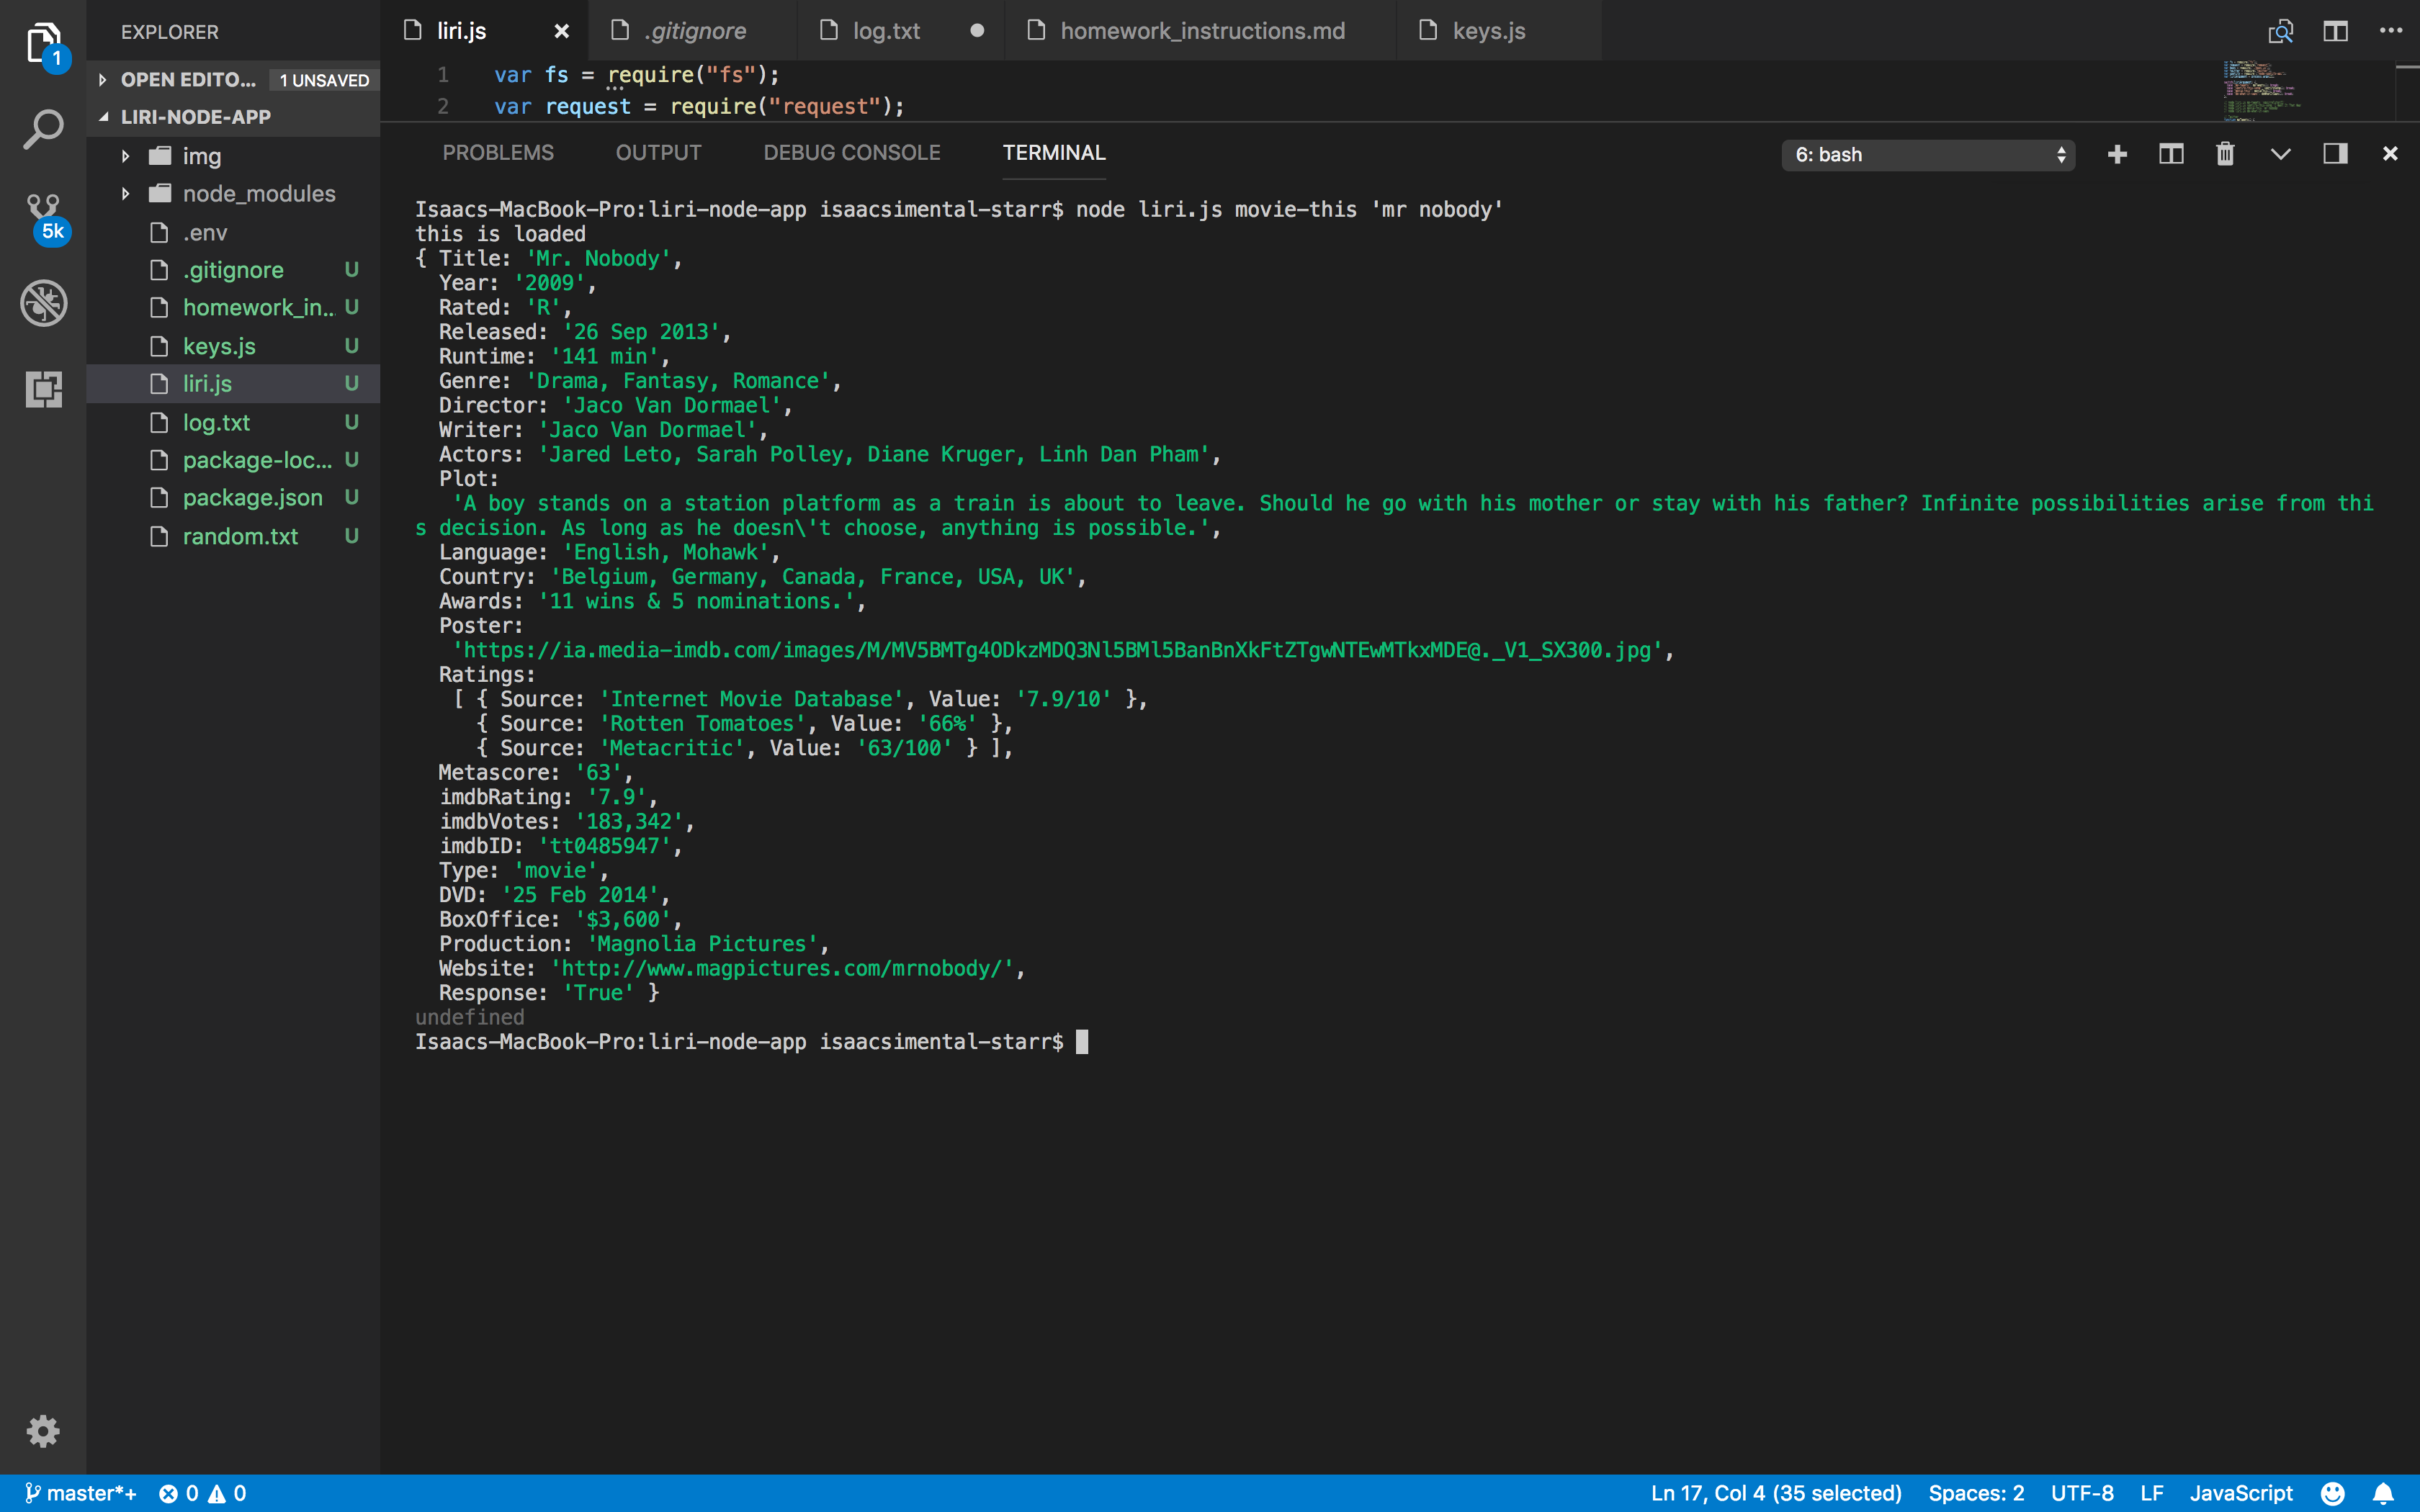 EXPLORER
OPEN EDITO... 1 UNSAVED
LIRI-NODE-APP
img
node_modules
.env
.gitignore U
homework_in... U
keys.js U
liri.js U
log.txt U
package-loc... U
package.json U
random.txt U
1
5k
liri.js .gitignore log.txt homework_instructions.md keys.js
1 var fs = require("fs");
2 var request = require("request");
PROBLEMS OUTPUT DEBUG CONSOLE TERMINAL 6: bash
Isaacs-MacBook-Pro:liri-node-app isaacsimental-starr$ node liri.js movie-this 'mr nobody'
this is loaded
{ Title: 'Mr. Nobody',
Year: '2009',
Rated: 'R',
Released: '26 Sep 2013',
Runtime: '141 min',
Genre: 'Drama, Fantasy, Romance',
Director: 'Jaco Van Dormael',
Writer: 'Jaco Van Dormael',
Actors: 'Jared Leto, Sarah Polley, Diane Kruger, Linh Dan Pham',
Plot:
'A boy stands on a station platform as a train is about to leave. Should he go with his mother or stay with his father? Infinite possibilities arise from thi
s decision. As long as he doesn\'t choose, anything is possible.',
Language: 'English, Mohawk',
Country: 'Belgium, Germany, Canada, France, USA, UK',
Awards: '11 wins & 5 nominations.',
Poster:
'https://ia.media-imdb.com/images/M/MV5BMTg4ODkzMDQ3Nl5BMl5BanBnXkFtZTgwNTEwMTkxMDE@._V1_SX300.jpg',
Ratings:
[ { Source: 'Internet Movie Database', Value: '7.9/10' },
{ Source: 'Rotten Tomatoes', Value: '66%' },
{ Source: 'Metacritic', Value: '63/100' } ],
Metascore: '63',
imdbRating: '7.9',
imdbVotes: '183,342',
imdbID: 'tt0485947',
Type: 'movie',
DVD: '25 Feb 2014',
BoxOffice: '$3,600',
Production: 'Magnolia Pictures',
Website: 'http://www.magpictures.com/mrnobody/',
Response: 'True' }
undefined
Isaacs-MacBook-Pro:liri-node-app isaacsimental-starr$
master*+ 0 0 Ln 17, Col 4 (35 selected) Spaces: 2 UTF-8 LF JavaScript